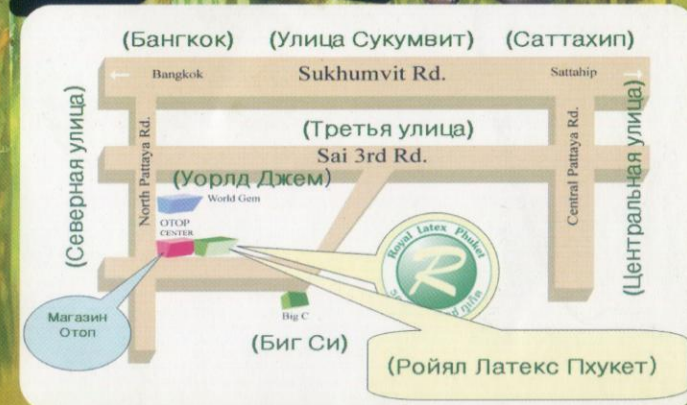 (Бангкок) (Улица Сукумвит) (Саттахип)
Bangkok Sukhumvit Rd. Sattahip
(Северная улица)
North Pattaya Rd.
(Третья улица)
Sai 3rd Rd.
Central Pattaya Rd.
(Центральная улица)
(Уорлд Джем)
World Gem
OTOP
CENTER
Royal Latex Phuket
R
Магазин
Отоп
Big C
(Биг Си)
(Ройял Латекс Пхукет)